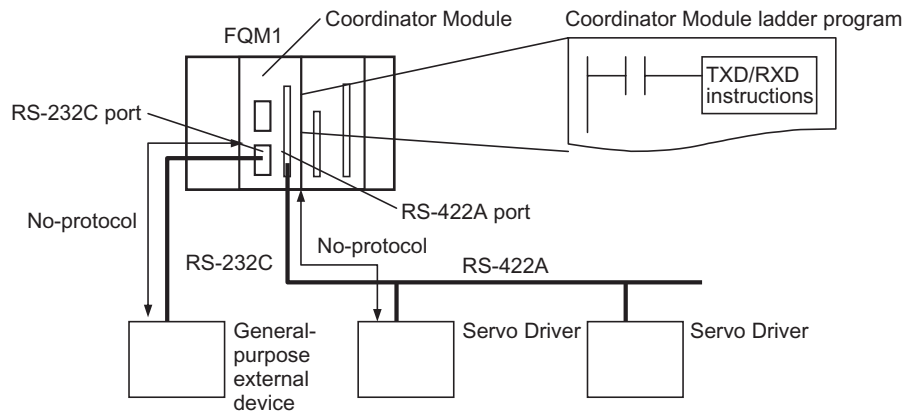 Coordinator Module
Coordinator Module ladder program
FQM1
TXD/RXD
instructions
RS-232C port
RS-422A port
No-protocol
No-protocol
RS-232C
RS-422A
General-
purpose
external
device
Servo Driver
Servo Driver